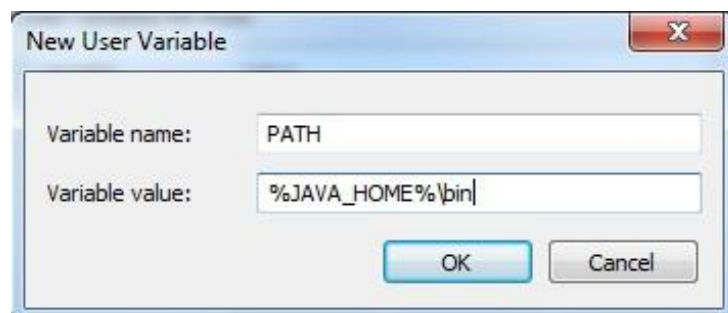 New User Variable
Variable name: PATH
Variable value: %JAVA_HOME%\bin
OK Cancel